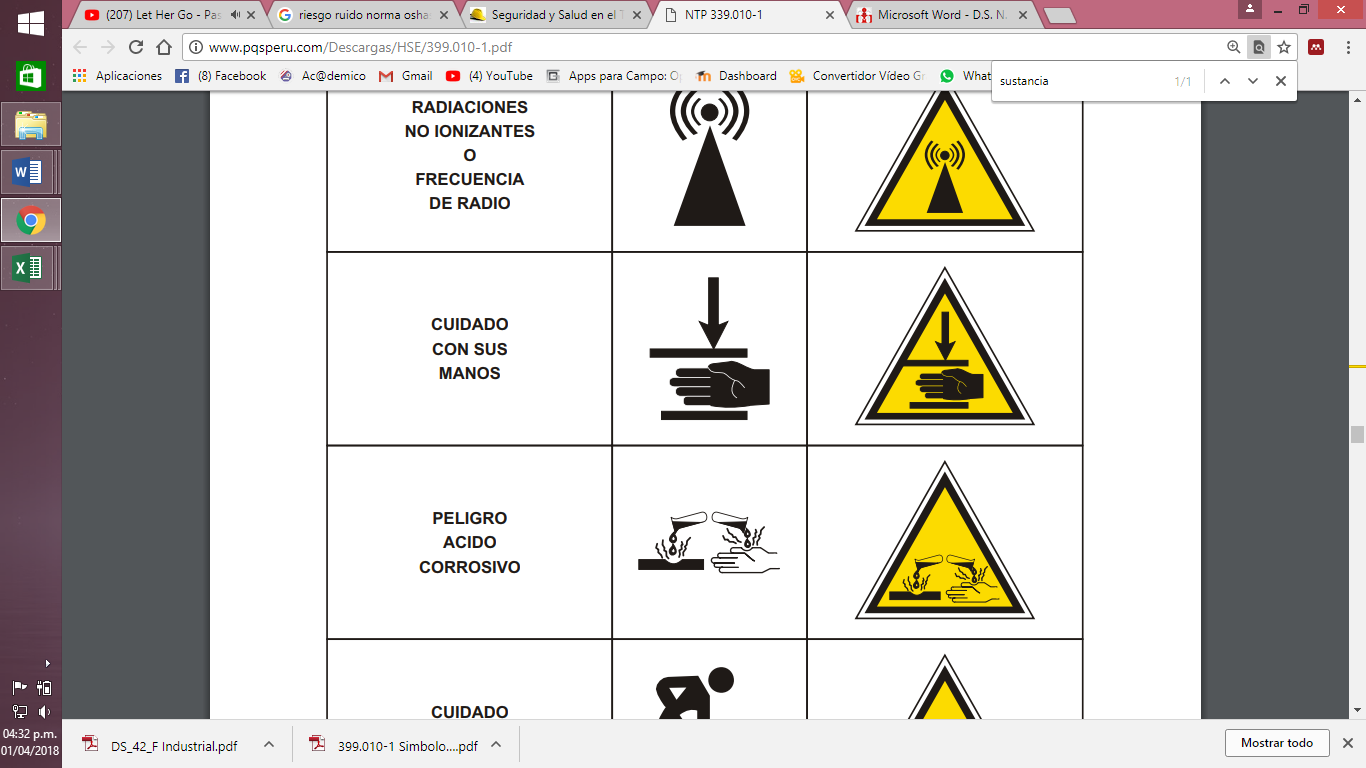 (207) Let Her Go - Pas
riesgo ruido norma osha
Seguridad y Salud en el T
NTP 339.010-1
Microsoft Word - D.S. N.
www.pqsperu.com/Descargas/HSE/399.010-1.pdf
Aplicaciones
(8) Facebook
Ac@demico
Gmail
(4) YouTube
Apps para Campo: O
Dashboard
Convertidor Vídeo Gr
What
sustancia
1/1
RADIACIONES
NO IONIZANTES
O
FRECUENCIA
DE RADIO
CUIDADO
CON SUS
MANOS
PELIGRO
ACIDO
CORROSIVO
CUIDADO
04:32 p.m.
01/04/2018
DS_42_F Industrial.pdf
399.010-1 Simbolo....pdf
Mostrar todo